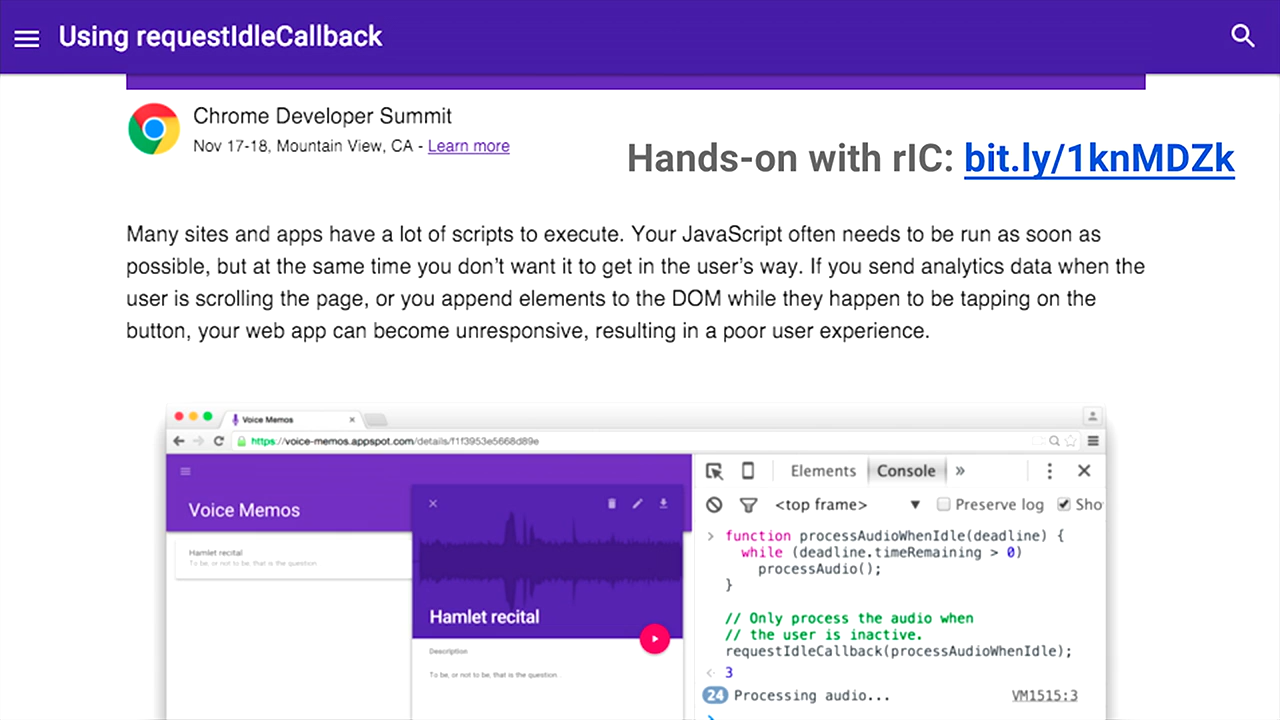 Using requestIdleCallback
Chrome Developer Summit
Nov 17-18, Mountain View, CA - Learn more
Hands-on with rIC: bit.ly/1knMDZk
Many sites and apps have a lot of scripts to execute. Your JavaScript often needs to be run as soon as
possible, but at the same time you don’t want it to get in the user’s way. If you send analytics data when the
user is scrolling the page, or you append elements to the DOM while they happen to be tapping on the
button, your web app can become unresponsive, resulting in a poor user experience.
Voice Memos
https://voice-memos.appspot.com/details/f1f3953e5668d89e
Voice Memos
Hamlet recital
To be, or not to be, that is the question
Hamlet recital
Description
To be, or not to be, that is the question...
Elements Console »
<top frame> ▼ Preserve log Sho
> function processAudioWhenIdle(deadline) {
while (deadline.timeRemaining > 0)
processAudio();
}
// Only process the audio when
// the user is inactive.
requestIdleCallback(processAudioWhenIdle);
< 3
24 Processing audio... VM1515:3